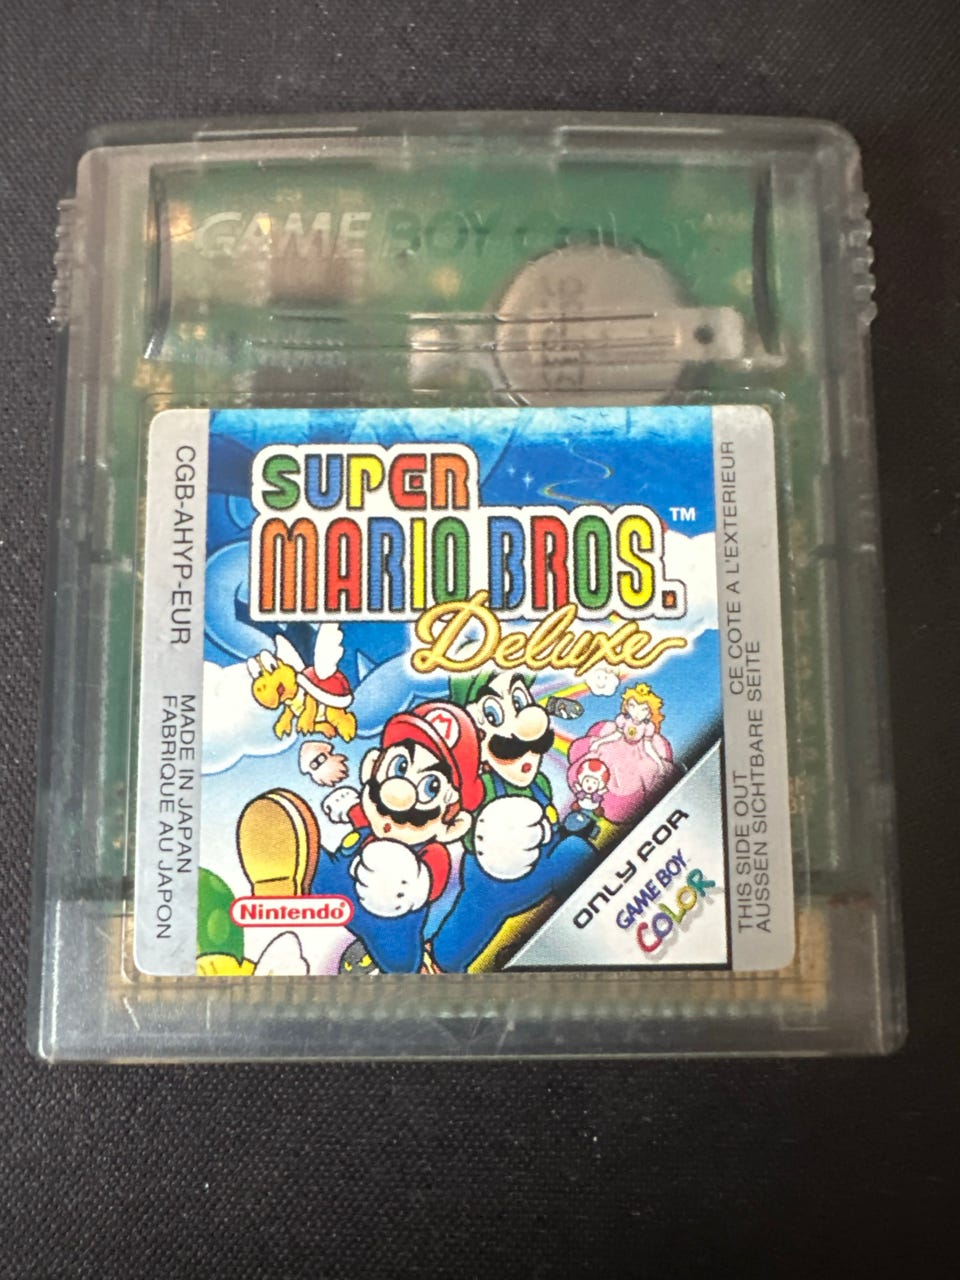 GAME BOY COLOR
SUPER
MARIO BROS.
TM
Deluxe
CGB-AHYP-EUR
MADE IN JAPAN
FABRIQUE AU JAPON
M
Nintendo®
ONLY FOR
GAME BOY
COLOR
CE COTE A L'EXTERIEUR
THIS SIDE OUT
AUSSEN SICHTBARE SEITE